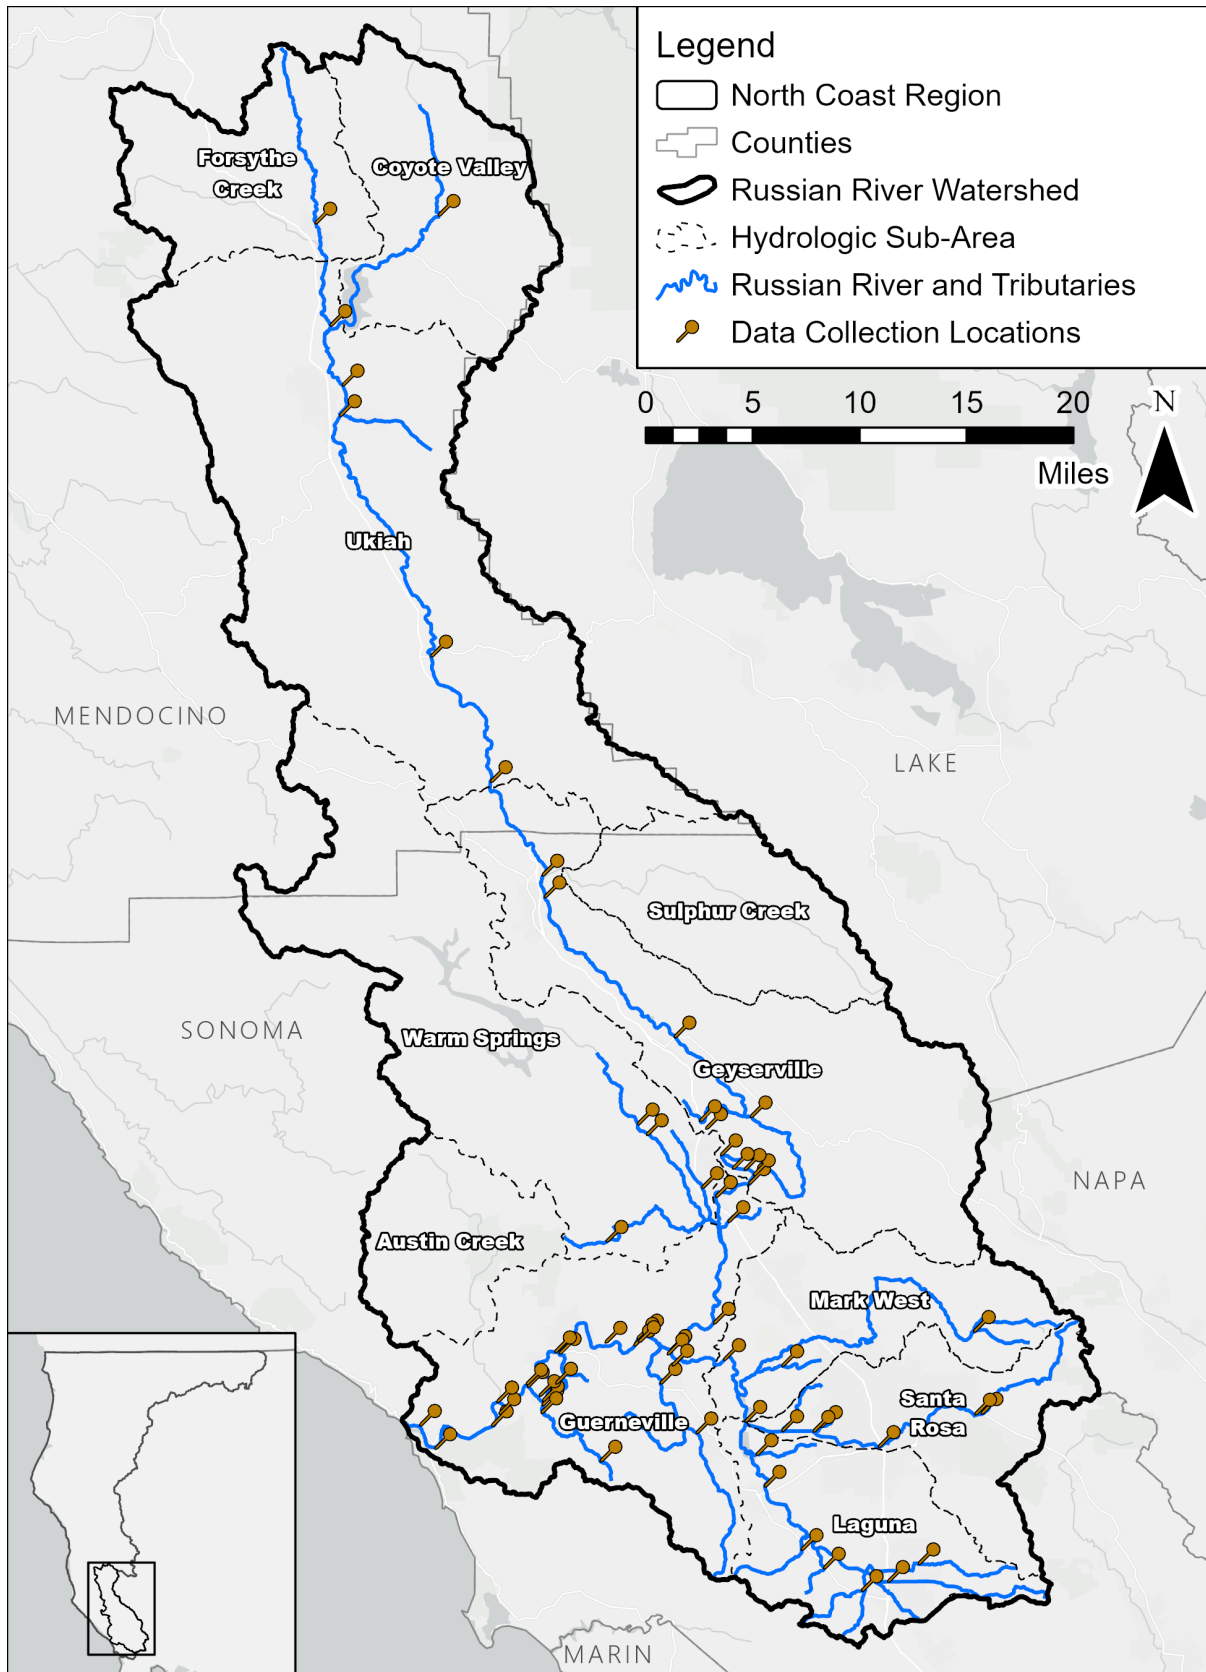 Legend
North Coast Region
Counties
Russian River Watershed
Hydrologic Sub-Area
Russian River and Tributaries
Data Collection Locations
0 5 10 15 20
Miles
N
Forsythe
Creek
Coyote Valley
Ukiah
MENDOCINO
LAKE
Sulphur Creek
SONOMA
Warm Springs
Geyserville
NAPA
Austin Creek
Mark West
Santa
Rosa
Guerneville
Laguna
MARIN